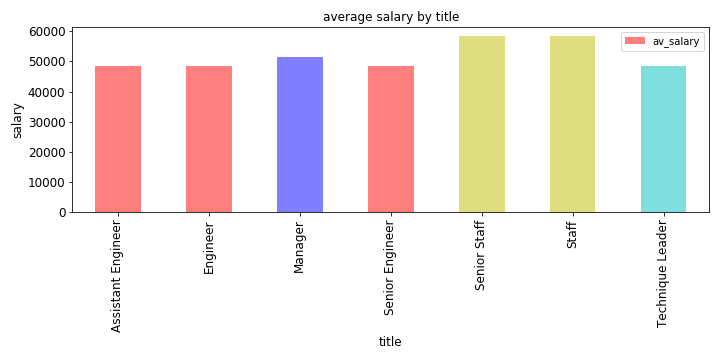 average salary by title
av_salary
60000
50000
40000
30000
20000
10000
0
salary
Assistant Engineer
Engineer
Manager
Senior Engineer
Senior Staff
Staff
Technique Leader
title